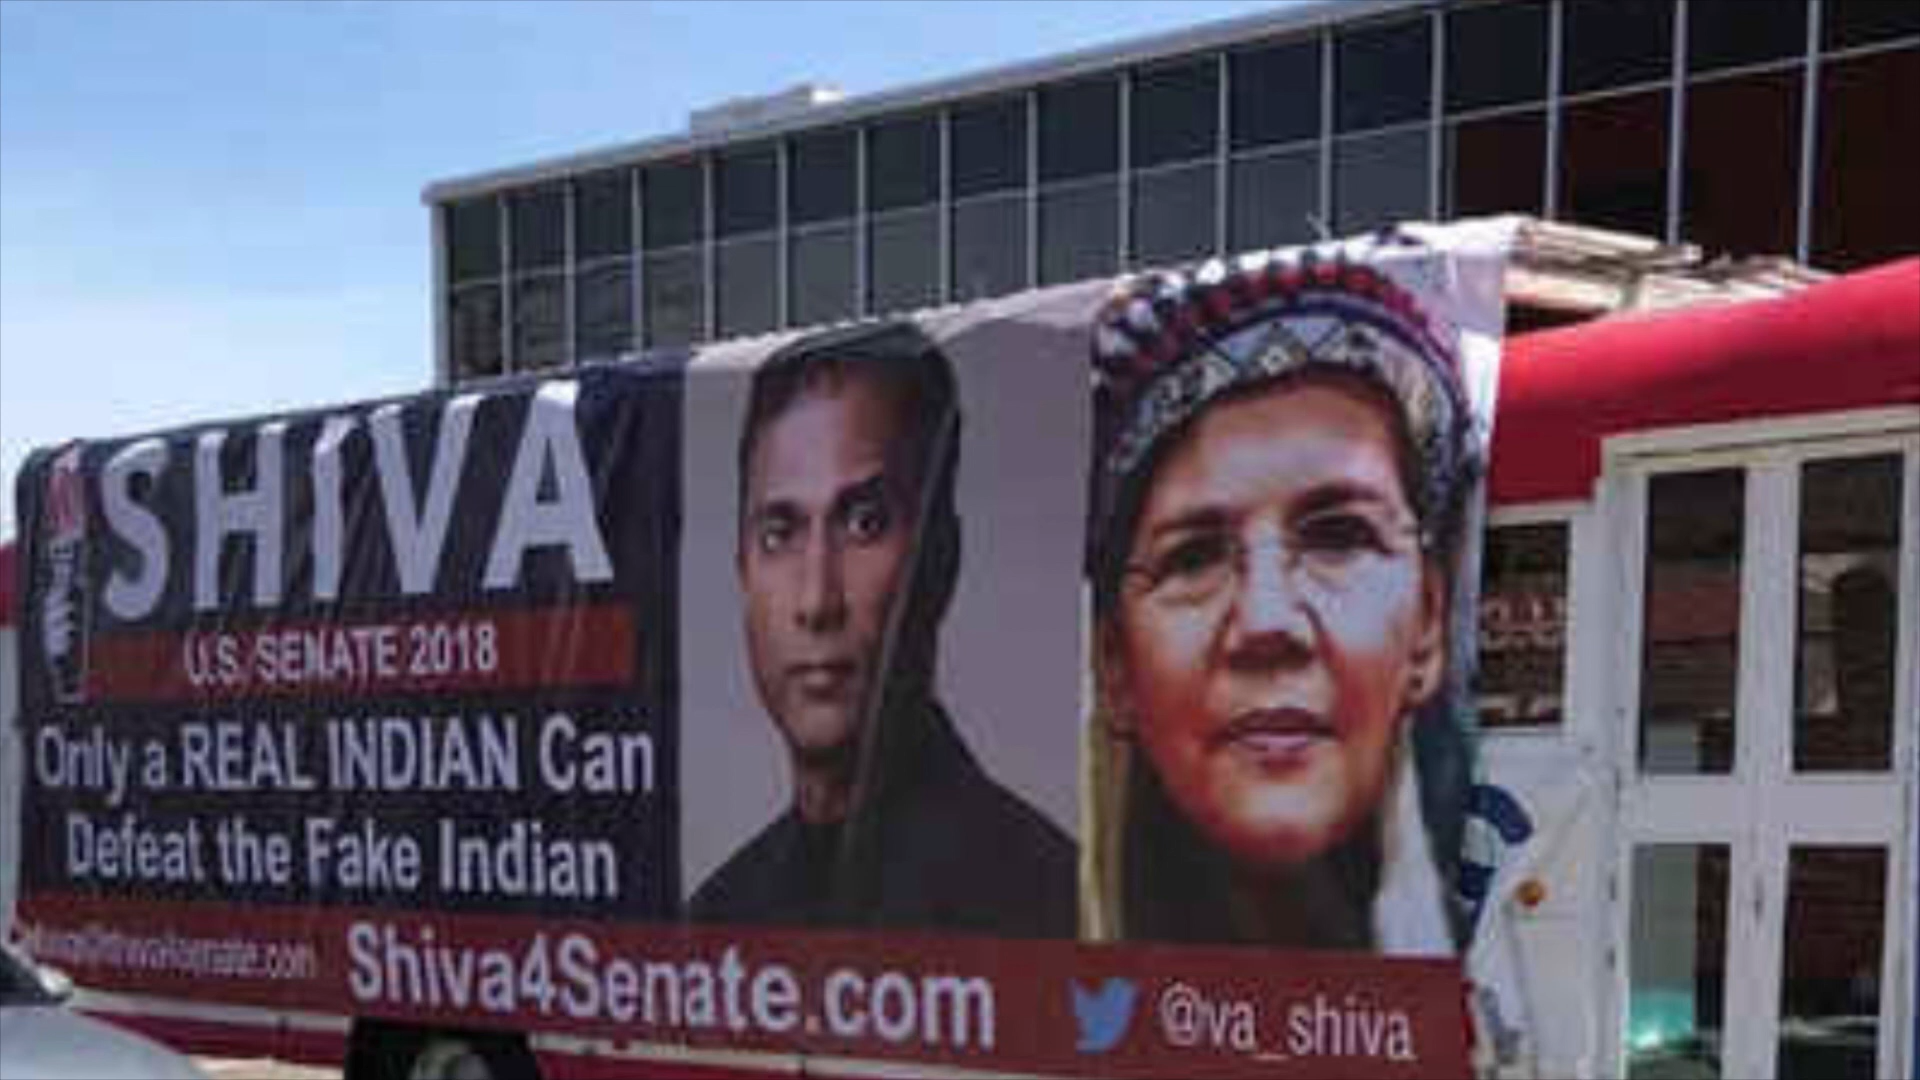 SHiVA
U.S. SENATE 2018
Only a REAL INDIAN Can
Defeat the Fake Indian
Shiva4Senate.com
@va_shiva